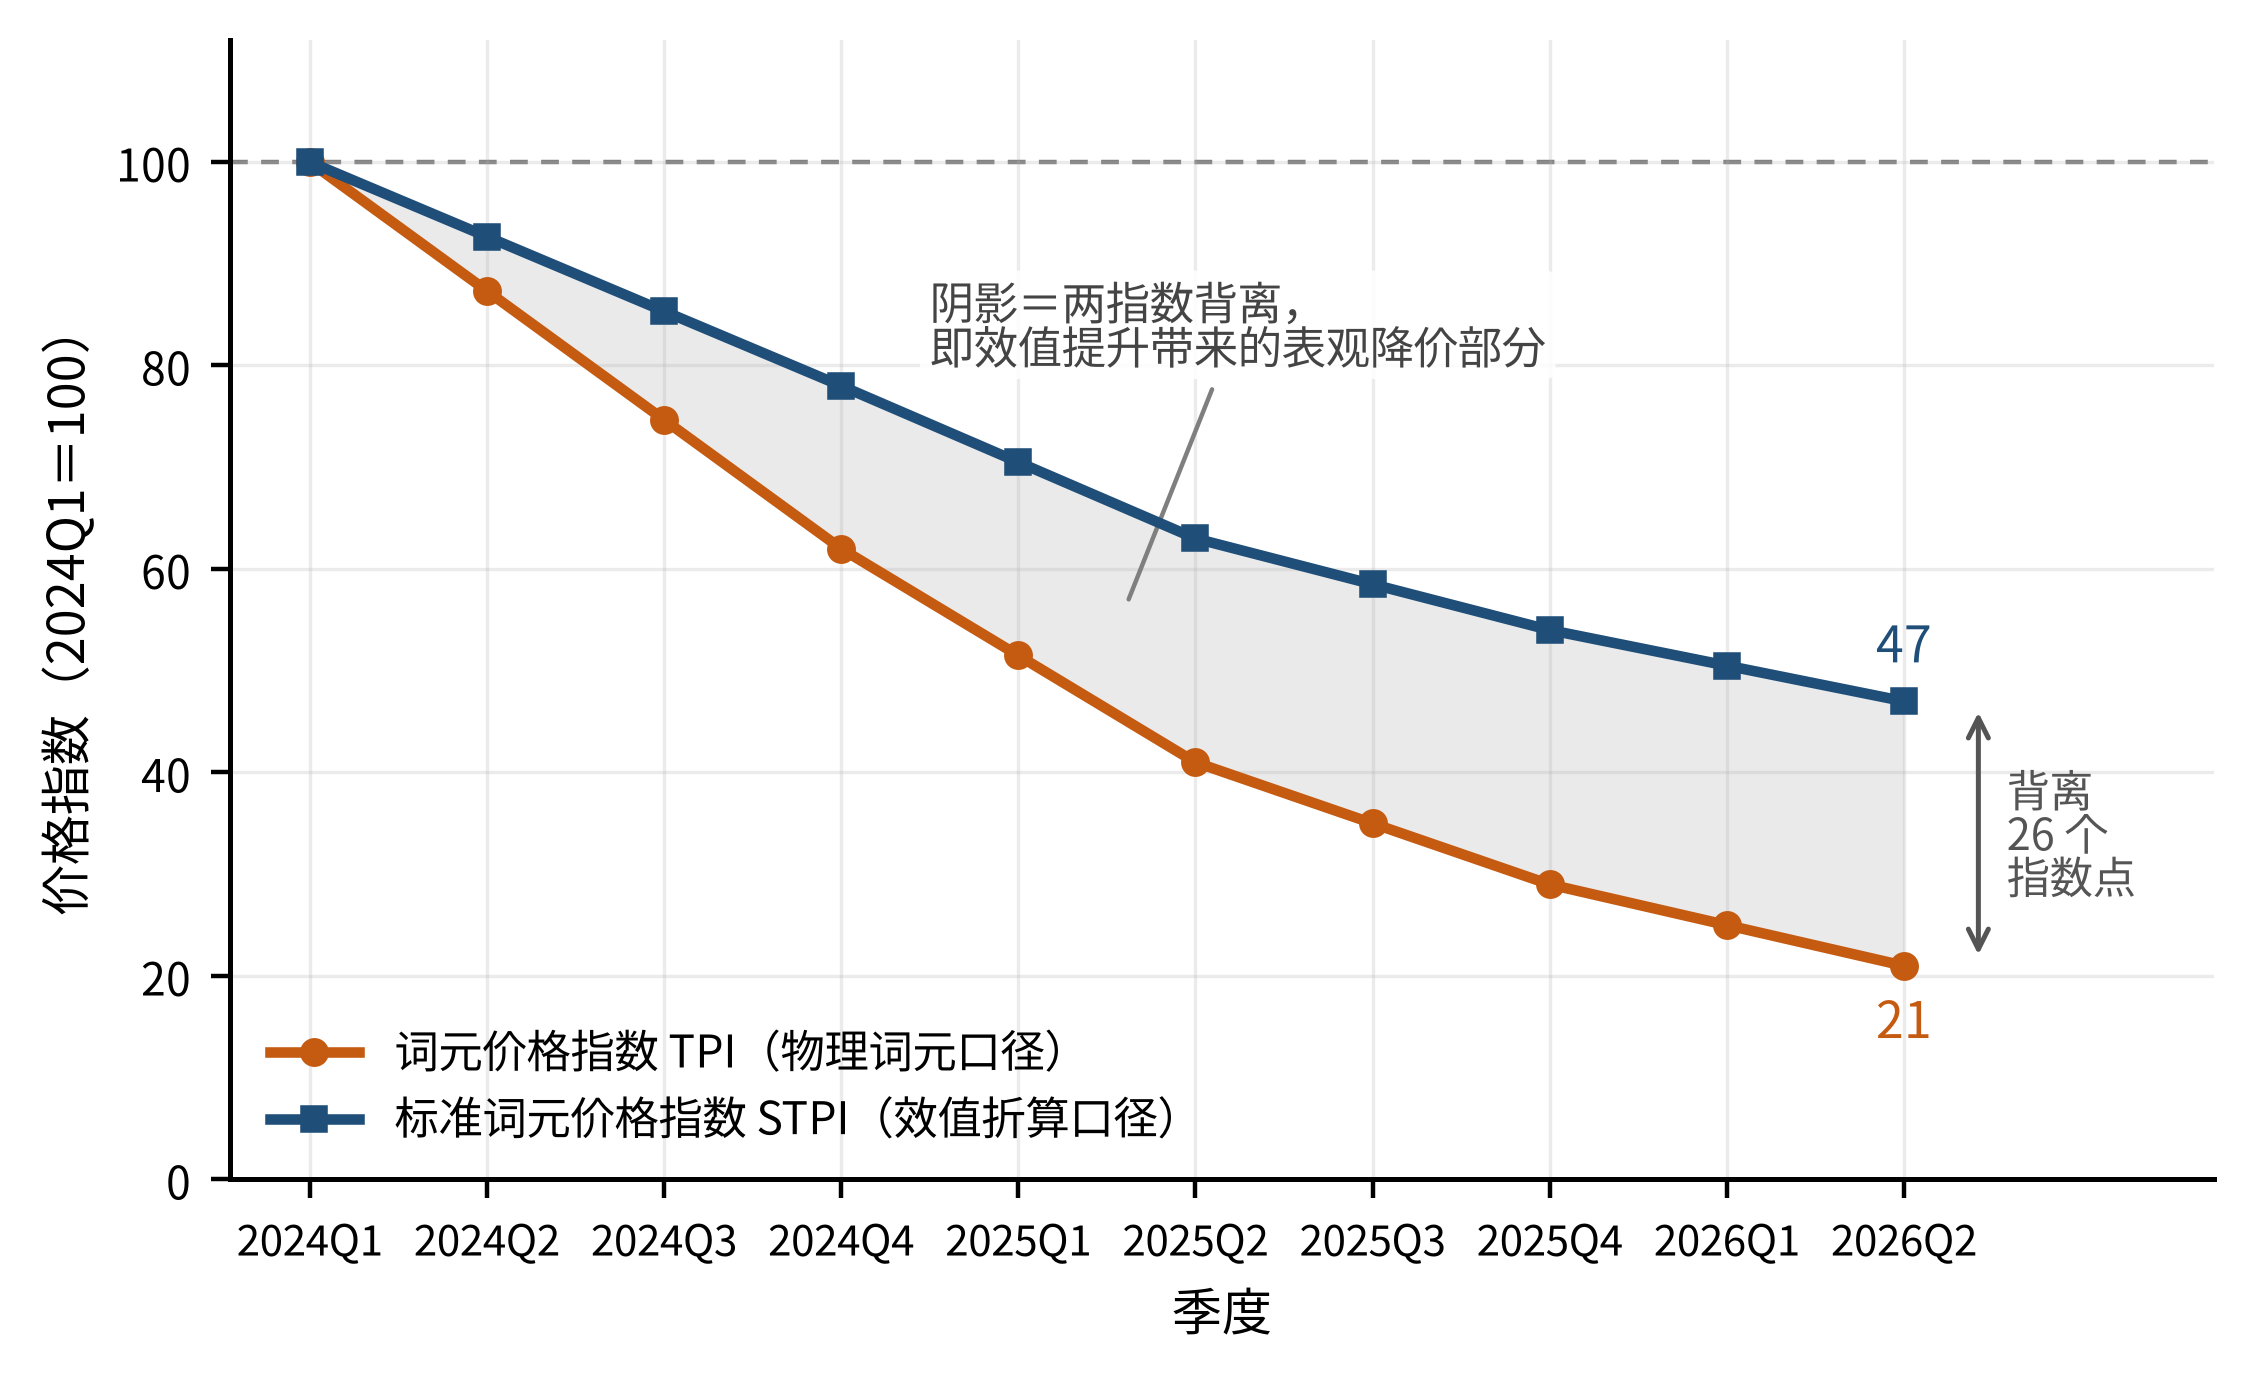 价格指数（2024Q1＝100）
100
80
60
40
20
0
阴影＝两指数背离，
即效值提升带来的表观降价部分
47
背离
26 个
指数点
21
词元价格指数 TPI（物理词元口径）
标准词元价格指数 STPI（效值折算口径）
2024Q1 2024Q2 2024Q3 2024Q4 2025Q1 2025Q2 2025Q3 2025Q4 2026Q1 2026Q2
季度